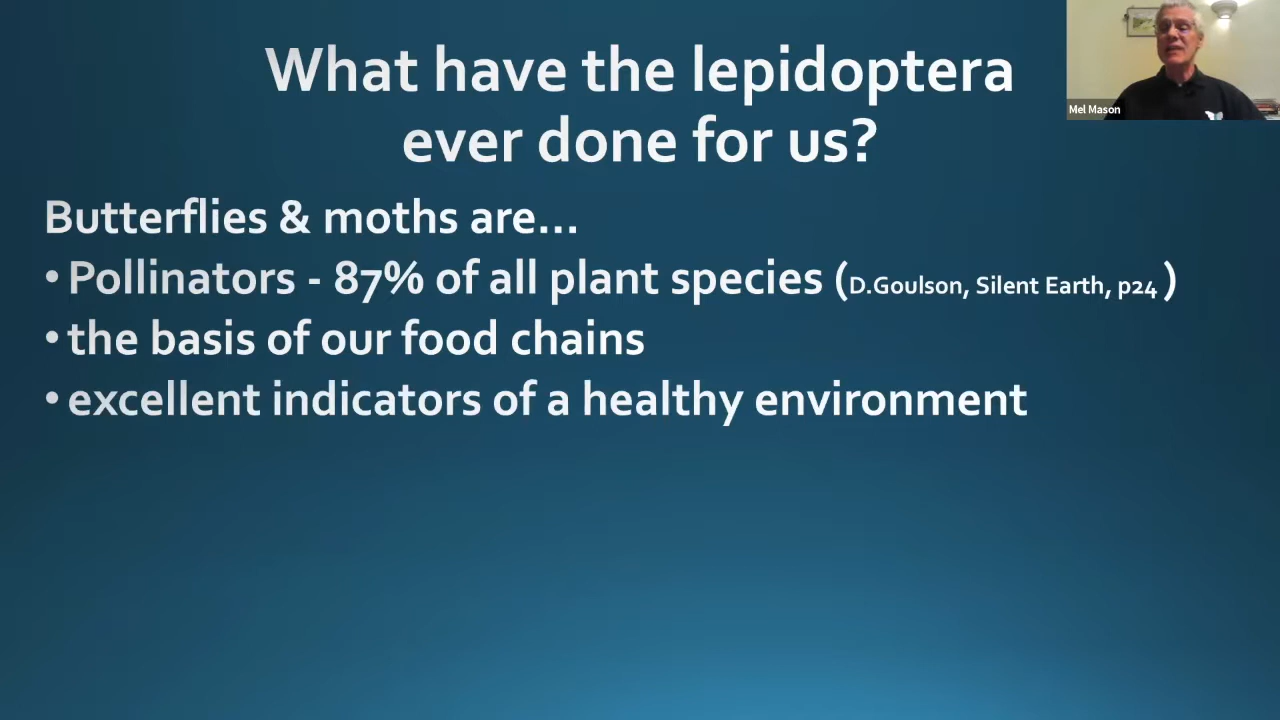 What have the lepidoptera
ever done for us?
Mel Mason
Butterflies & moths are...
• Pollinators - 87% of all plant species (D.Goulson, Silent Earth, p24 )
• the basis of our food chains
• excellent indicators of a healthy environment